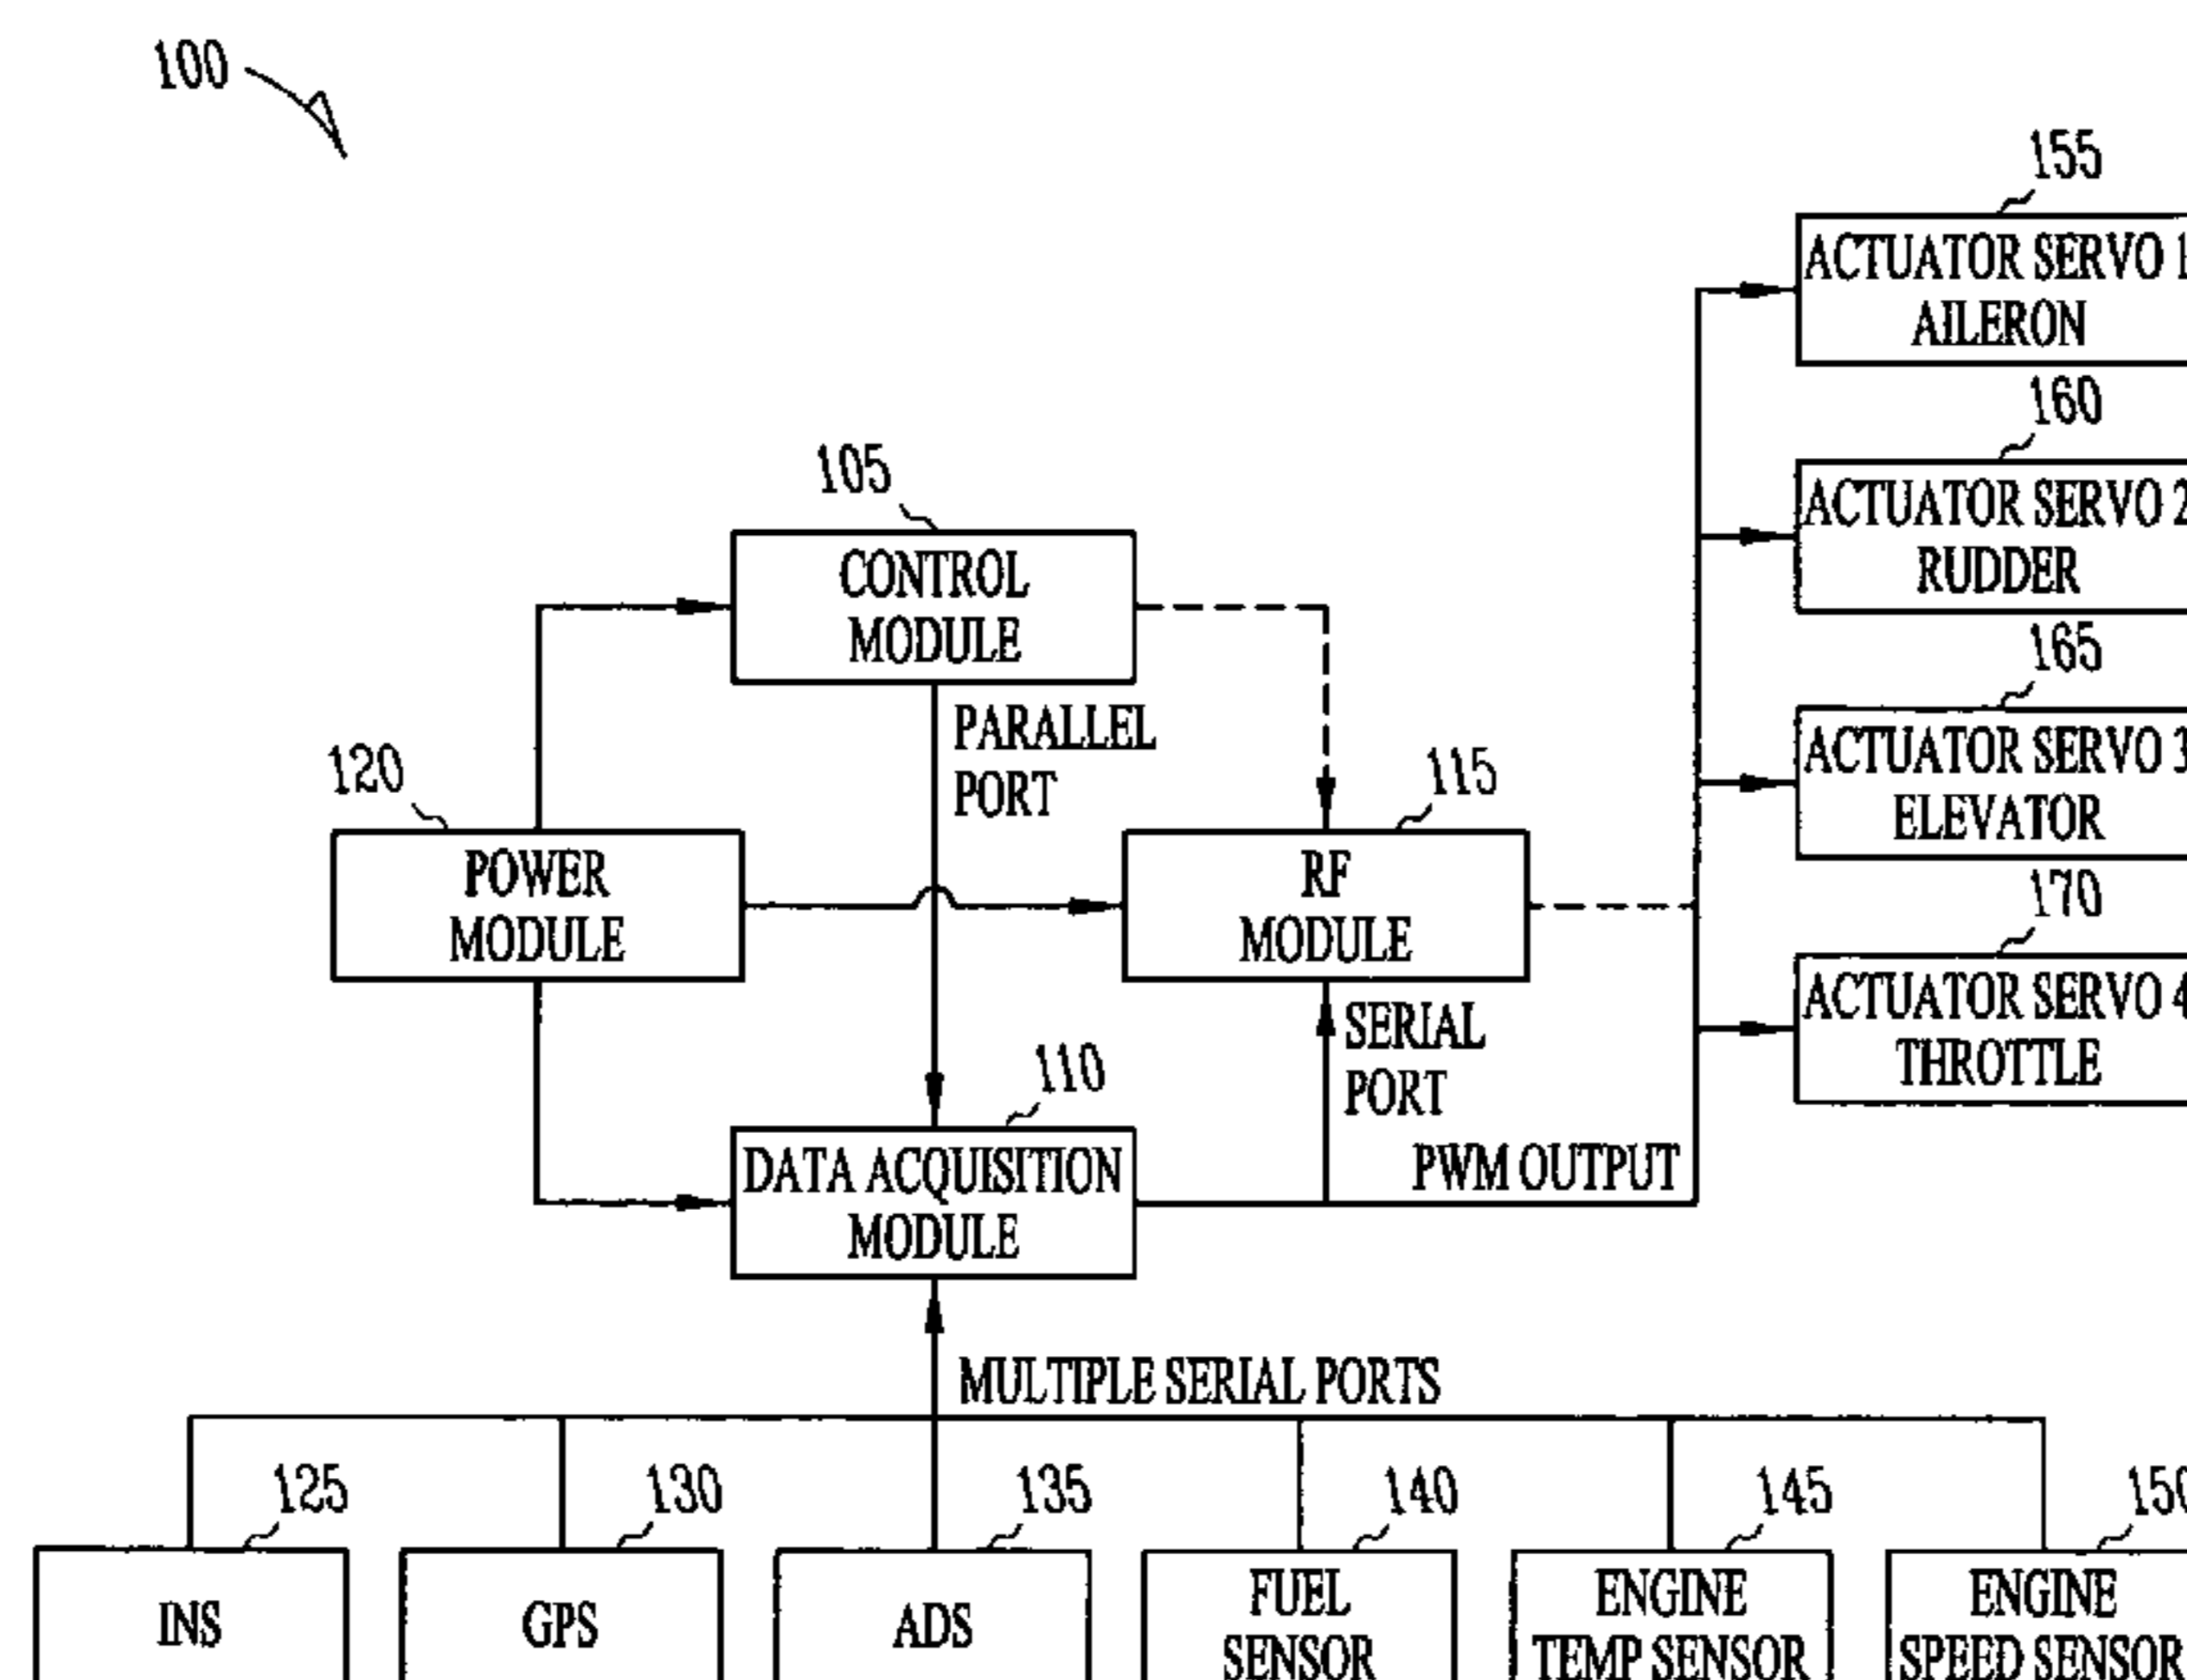 100
155
ACTUATOR SERVO 1
AILERON
160
ACTUATOR SERVO 2
RUDDER
105
CONTROL
MODULE
165
ACTUATOR SERVO 3
ELEVATOR
PARALLEL
PORT
120
POWER
MODULE
115
RF
MODULE
170
ACTUATOR SERVO 4
THROTTLE
SERIAL
PORT
110
DATA ACQUISITION
MODULE
PWM OUTPUT
MULTIPLE SERIAL PORTS
125
INS
130
GPS
135
ADS
140
FUEL
SENSOR
145
ENGINE
TEMP SENSOR
150
ENGINE
SPEED SENSOR